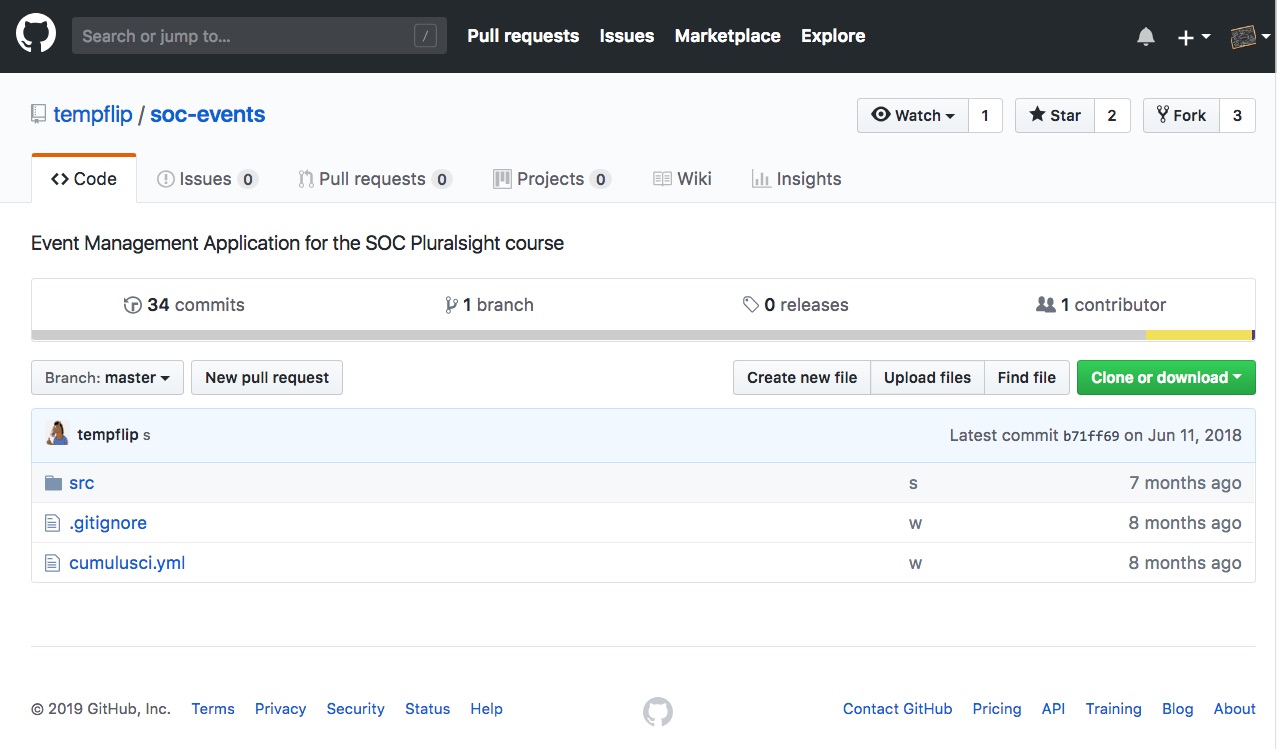 Search or jump to... / Pull requests Issues Marketplace Explore
tempflip / soc-events Watch 1 Star 2 Fork 3
<> Code Issues 0 Pull requests 0 Projects 0 Wiki Insights
Event Management Application for the SOC Pluralsight course
34 commits 1 branch 0 releases 1 contributor
Branch: master New pull request Create new file Upload files Find file Clone or download
tempflip s Latest commit b71ff69 on Jun 11, 2018
src s 7 months ago
.gitignore w 8 months ago
cumulusci.yml w 8 months ago
© 2019 GitHub, Inc. Terms Privacy Security Status Help Contact GitHub Pricing API Training Blog About